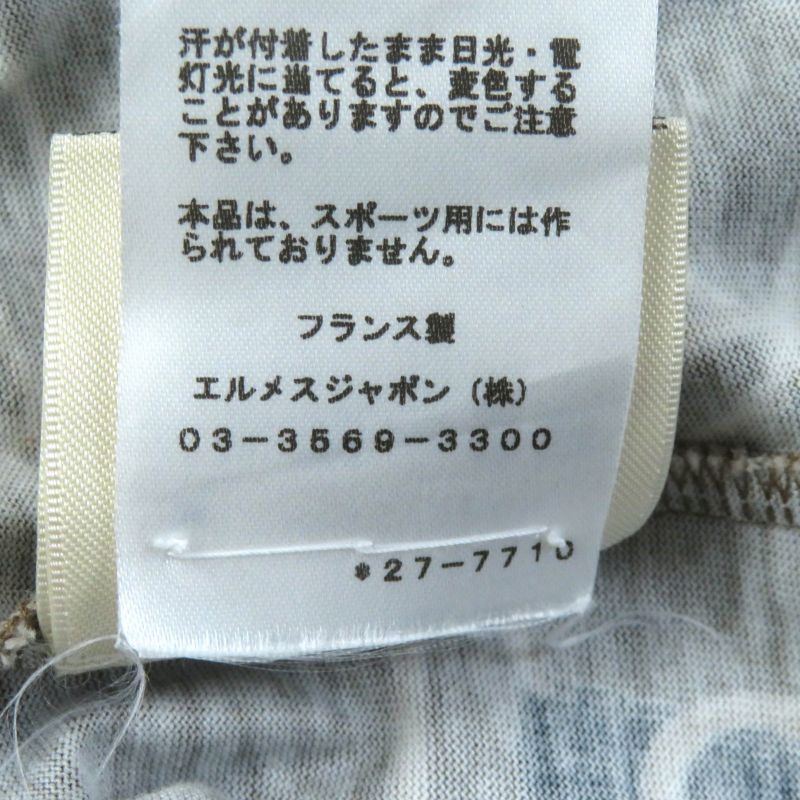 汗が付着したまま日光・電
灯光に当てると、変色する
ことがありますのでご注意
下さい。
本品は、スポーツ用には作
られておりません。
フランス製
エルメスジャポン（株）
03-3569-3300
*27-7710